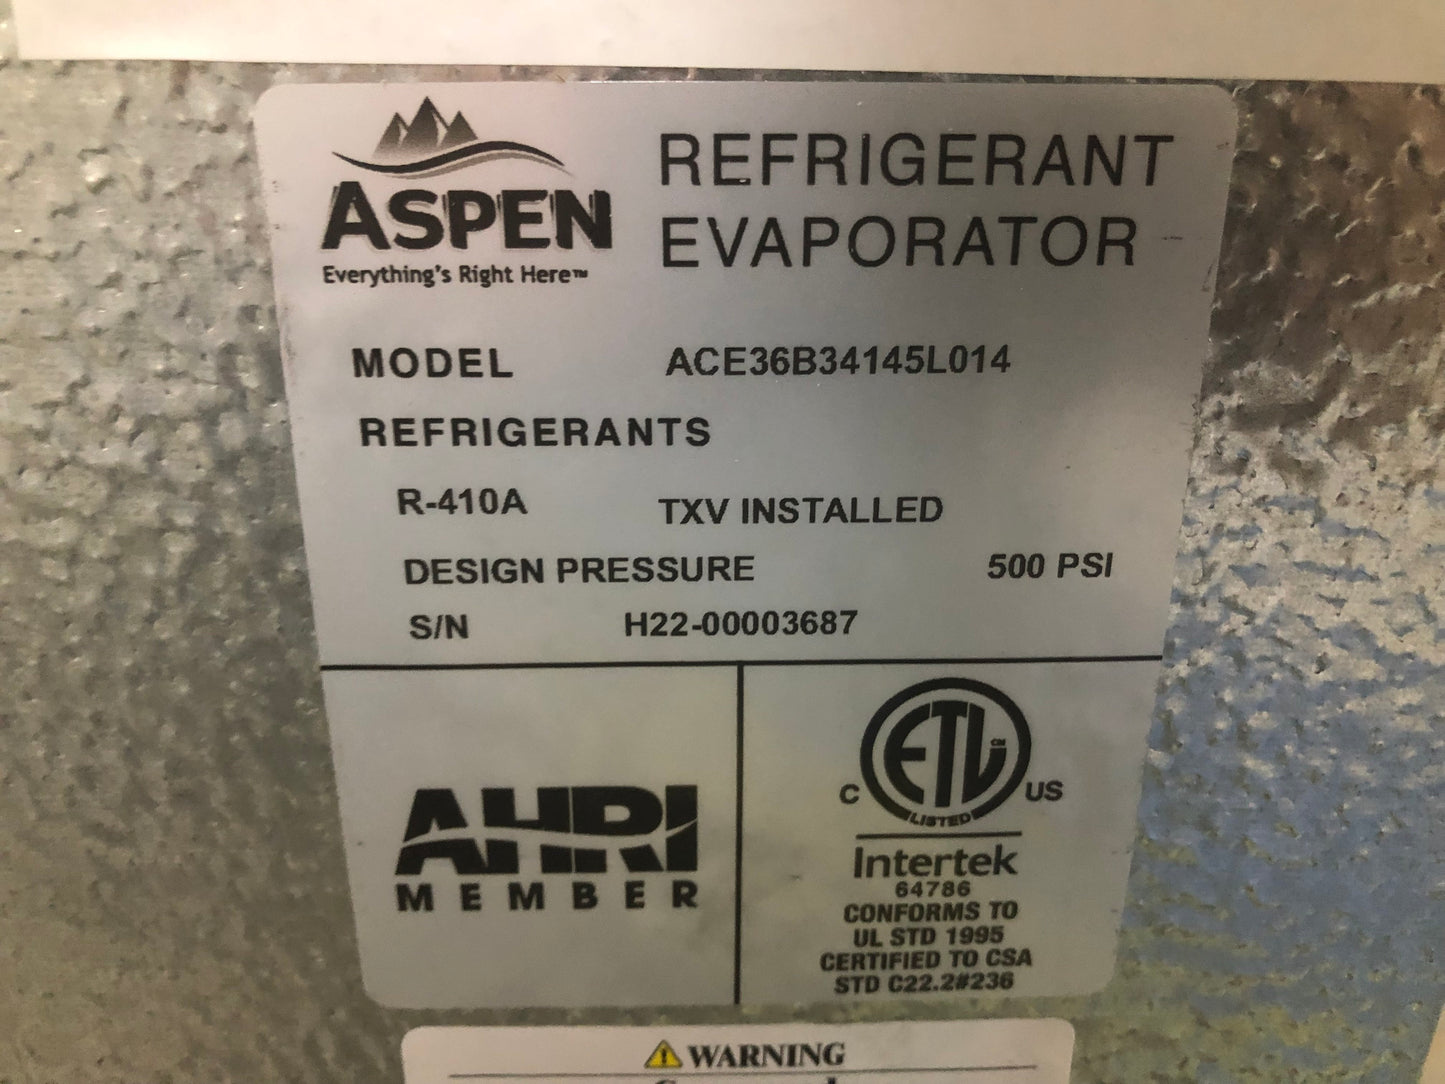 ASPEN
Everything's Right Here™
REFRIGERANT
EVAPORATOR
MODEL ACE36B34145L014
REFRIGERANTS
R-410A TXV INSTALLED
DESIGN PRESSURE 500 PSI
S/N H22-00003687
AHRI
MEMBER
ETL CM
C US
LISTED
Intertek
64786
CONFORMS TO
UL STD 1995
CERTIFIED TO CSA
STD C22.2#236
WARNING